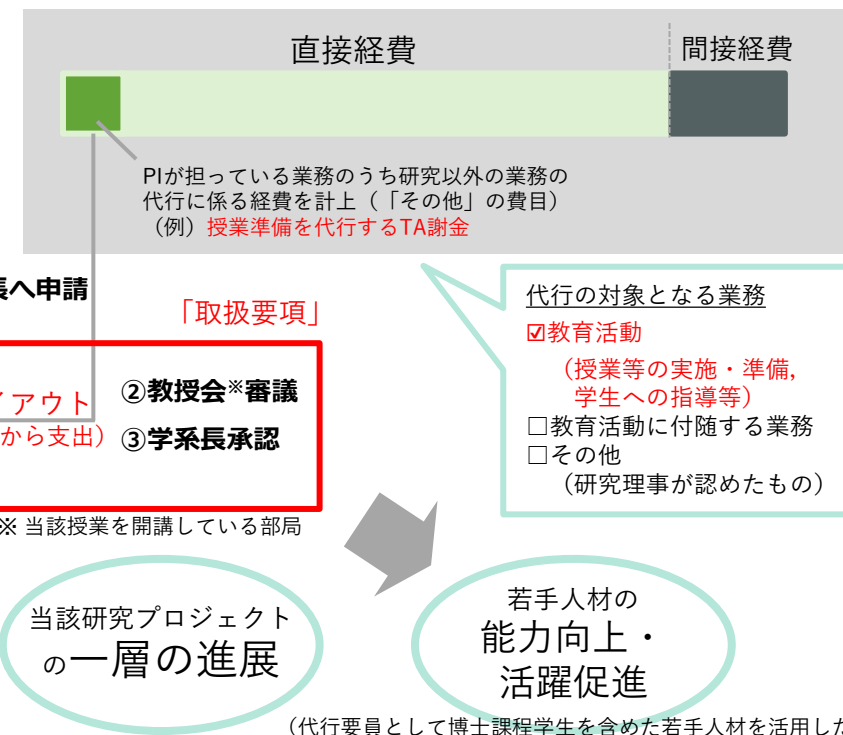 直接経費
間接経費
PIが担っている業務のうち研究以外の業務の
代行に係る経費を計上(「その他」の費目)
(例)授業準備を代行するTA謝金
長へ申請
「取扱要項」
代行の対象となる業務
☑教育活動
(授業等の実施・準備,
学生への指導等)
□教育活動に付随する業務
□その他
(研究理事が認めたもの)
イアウト
から支出)
②教授会※審議
③学系長承認
※ 当該授業を開講している部局
当該研究プロジェクト
の一層の進展
若手人材の
能力向上・
活躍促進
(代行要員として博士課程学生を含めた若手人材を活用した